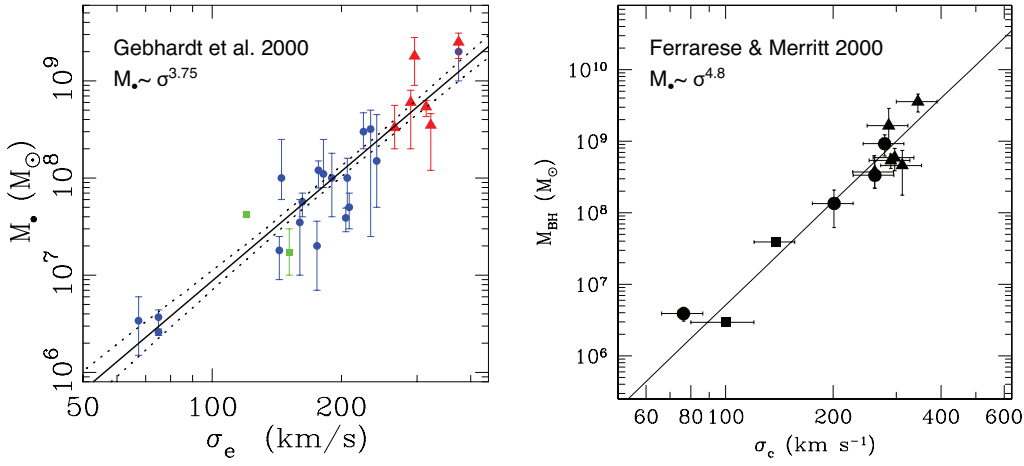 Gebhardt et al. 2000
M• ~ σ^3.75
M• (M⊙)
10^9
10^8
10^7
10^6
50
100
200
σe (km/s)
Ferrarese & Merritt 2000
M• ~ σ^4.8
MBH (M⊙)
10^10
10^9
10^8
10^7
10^6
60
100
200
400
600
σc (km s⁻¹)